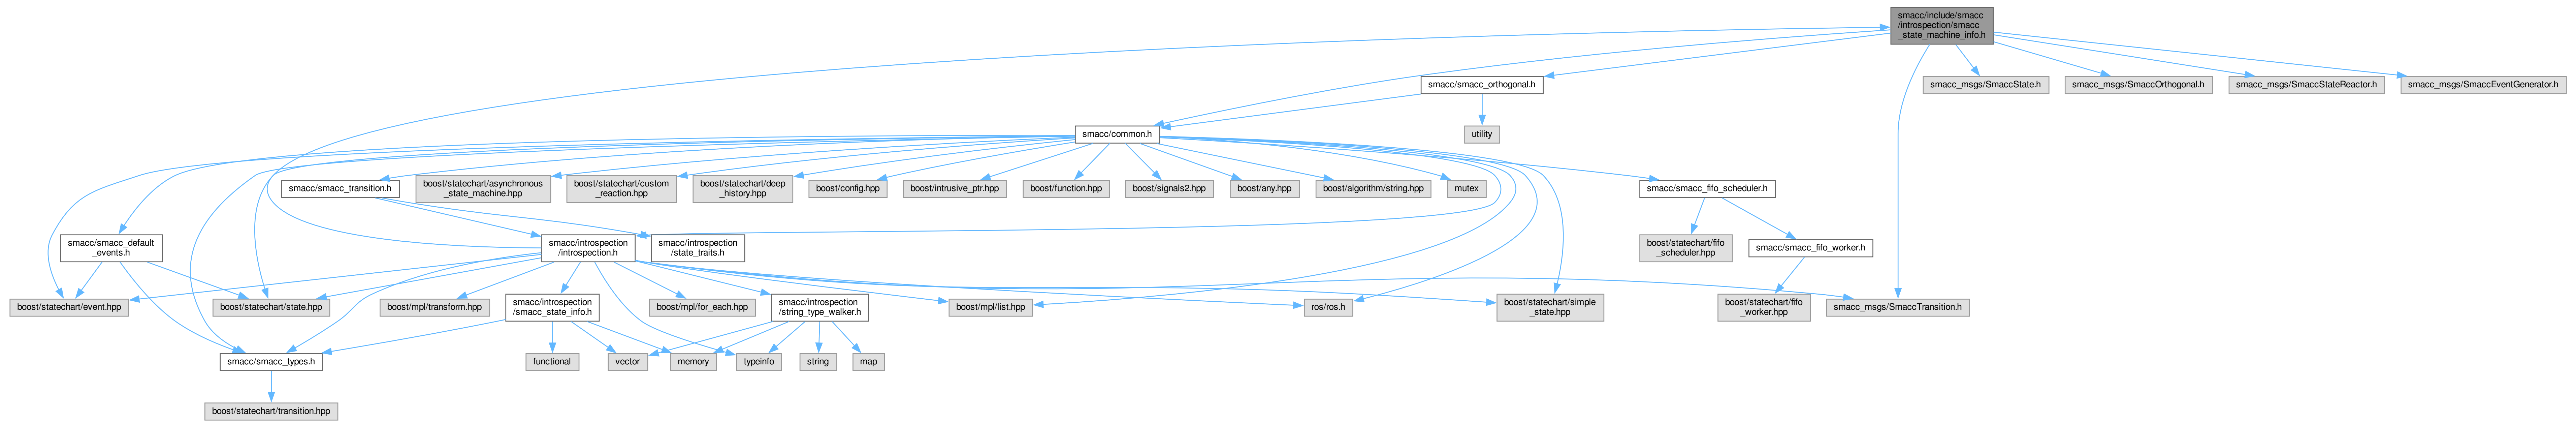 smacc/include/smacc
/introspection/smacc
_state_machine_info.h
smacc/smacc_orthogonal.h
smacc_msgs/SmaccState.h
smacc_msgs/SmaccOrthogonal.h
smacc_msgs/SmaccStateReactor.h
smacc_msgs/SmaccEventGenerator.h
smacc/common.h
utility
smacc/smacc_transition.h
boost/statechart/asynchronous
_state_machine.hpp
boost/statechart/custom
_reaction.hpp
boost/statechart/deep
_history.hpp
boost/config.hpp
boost/intrusive_ptr.hpp
boost/function.hpp
boost/signals2.hpp
boost/any.hpp
boost/algorithm/string.hpp
mutex
smacc/smacc_fifo_scheduler.h
smacc/smacc_default
_events.h
smacc/introspection
/introspection.h
smacc/introspection
/state_traits.h
boost/statechart/fifo
_scheduler.hpp
smacc/smacc_fifo_worker.h
boost/statechart/event.hpp
boost/statechart/state.hpp
boost/mpl/transform.hpp
smacc/introspection
/smacc_state_info.h
boost/mpl/for_each.hpp
smacc/introspection
/string_type_walker.h
boost/mpl/list.hpp
ros/ros.h
boost/statechart/simple
_state.hpp
boost/statechart/fifo
_worker.hpp
smacc_msgs/SmaccTransition.h
smacc/smacc_types.h
functional
vector
memory
typeinfo
string
map
boost/statechart/transition.hpp